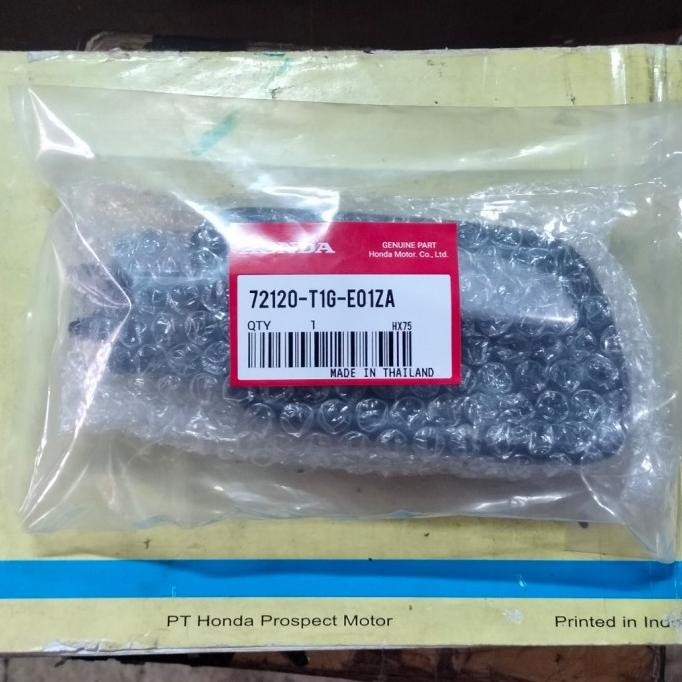 HONDA
GENUINE PART
Honda Motor. Co., Ltd.
72120-T1G-E01ZA
QTY 1 HX75
MADE IN THAILAND
PT Honda Prospect Motor
Printed in